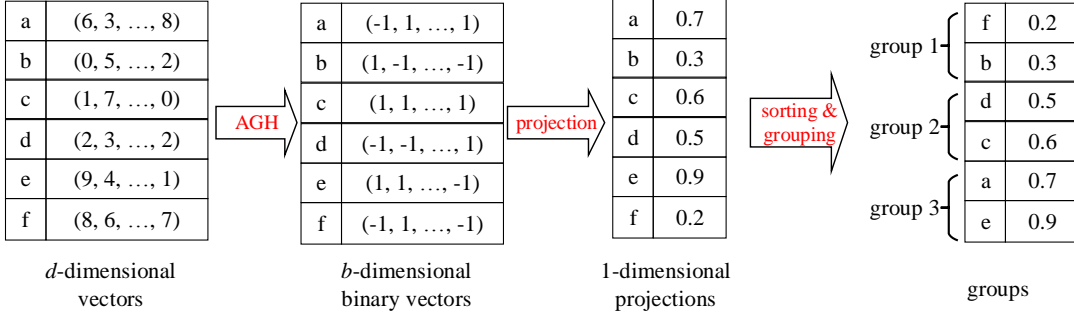 a (6, 3, …, 8)
b (0, 5, …, 2)
c (1, 7, …, 0)
d (2, 3, …, 2)
e (9, 4, …, 1)
f (8, 6, …, 7)
d-dimensional
vectors
AGH
a (-1, 1, …, 1)
b (1, -1, …, -1)
c (1, 1, …, 1)
d (-1, -1, …, 1)
e (1, 1, …, -1)
f (-1, 1, …, -1)
b-dimensional
binary vectors
projection
a 0.7
b 0.3
c 0.6
d 0.5
e 0.9
f 0.2
1-dimensional
projections
sorting &
grouping
group 1
group 2
group 3
f 0.2
b 0.3
d 0.5
c 0.6
a 0.7
e 0.9
groups